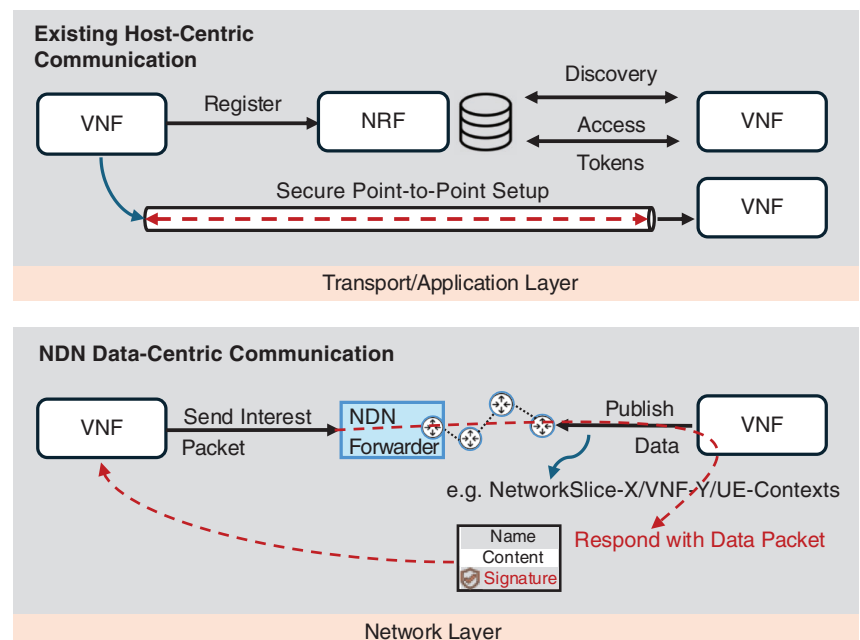 Existing Host-Centric
Communication
VNF
Register
NRF
Discovery
Access
Tokens
VNF
Secure Point-to-Point Setup
VNF
Transport/Application Layer
NDN Data-Centric Communication
VNF
Send Interest
Packet
NDN
Forwarder
Publish
Data
VNF
e.g. NetworkSlice-X/VNF-Y/UE-Contexts
Name
Content
Signature
Respond with Data Packet
Network Layer